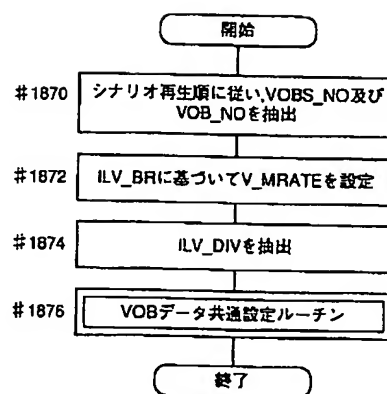 開始
#1870
シナリオ再生順に従い,VOBS_NO及び
VOB_NOを抽出
#1872
ILV_BRに基づいてV_MRATEを設定
#1874
ILV_DIVを抽出
#1876
VOBデータ共通設定ルーチン
終了